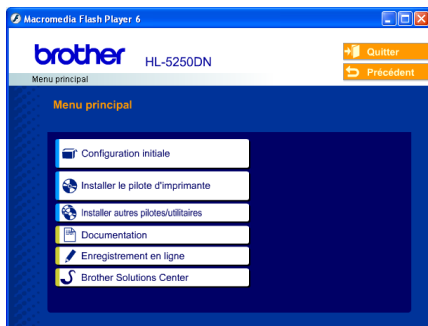 Macromedia Flash Player 6
brother
HL-5250DN
Quitter
Précédent
Menu principal
Menu principal
Configuration initiale
Installer le pilote d'imprimante
Installer autres pilotes/utilitaires
Documentation
Enregistrement en ligne
Brother Solutions Center